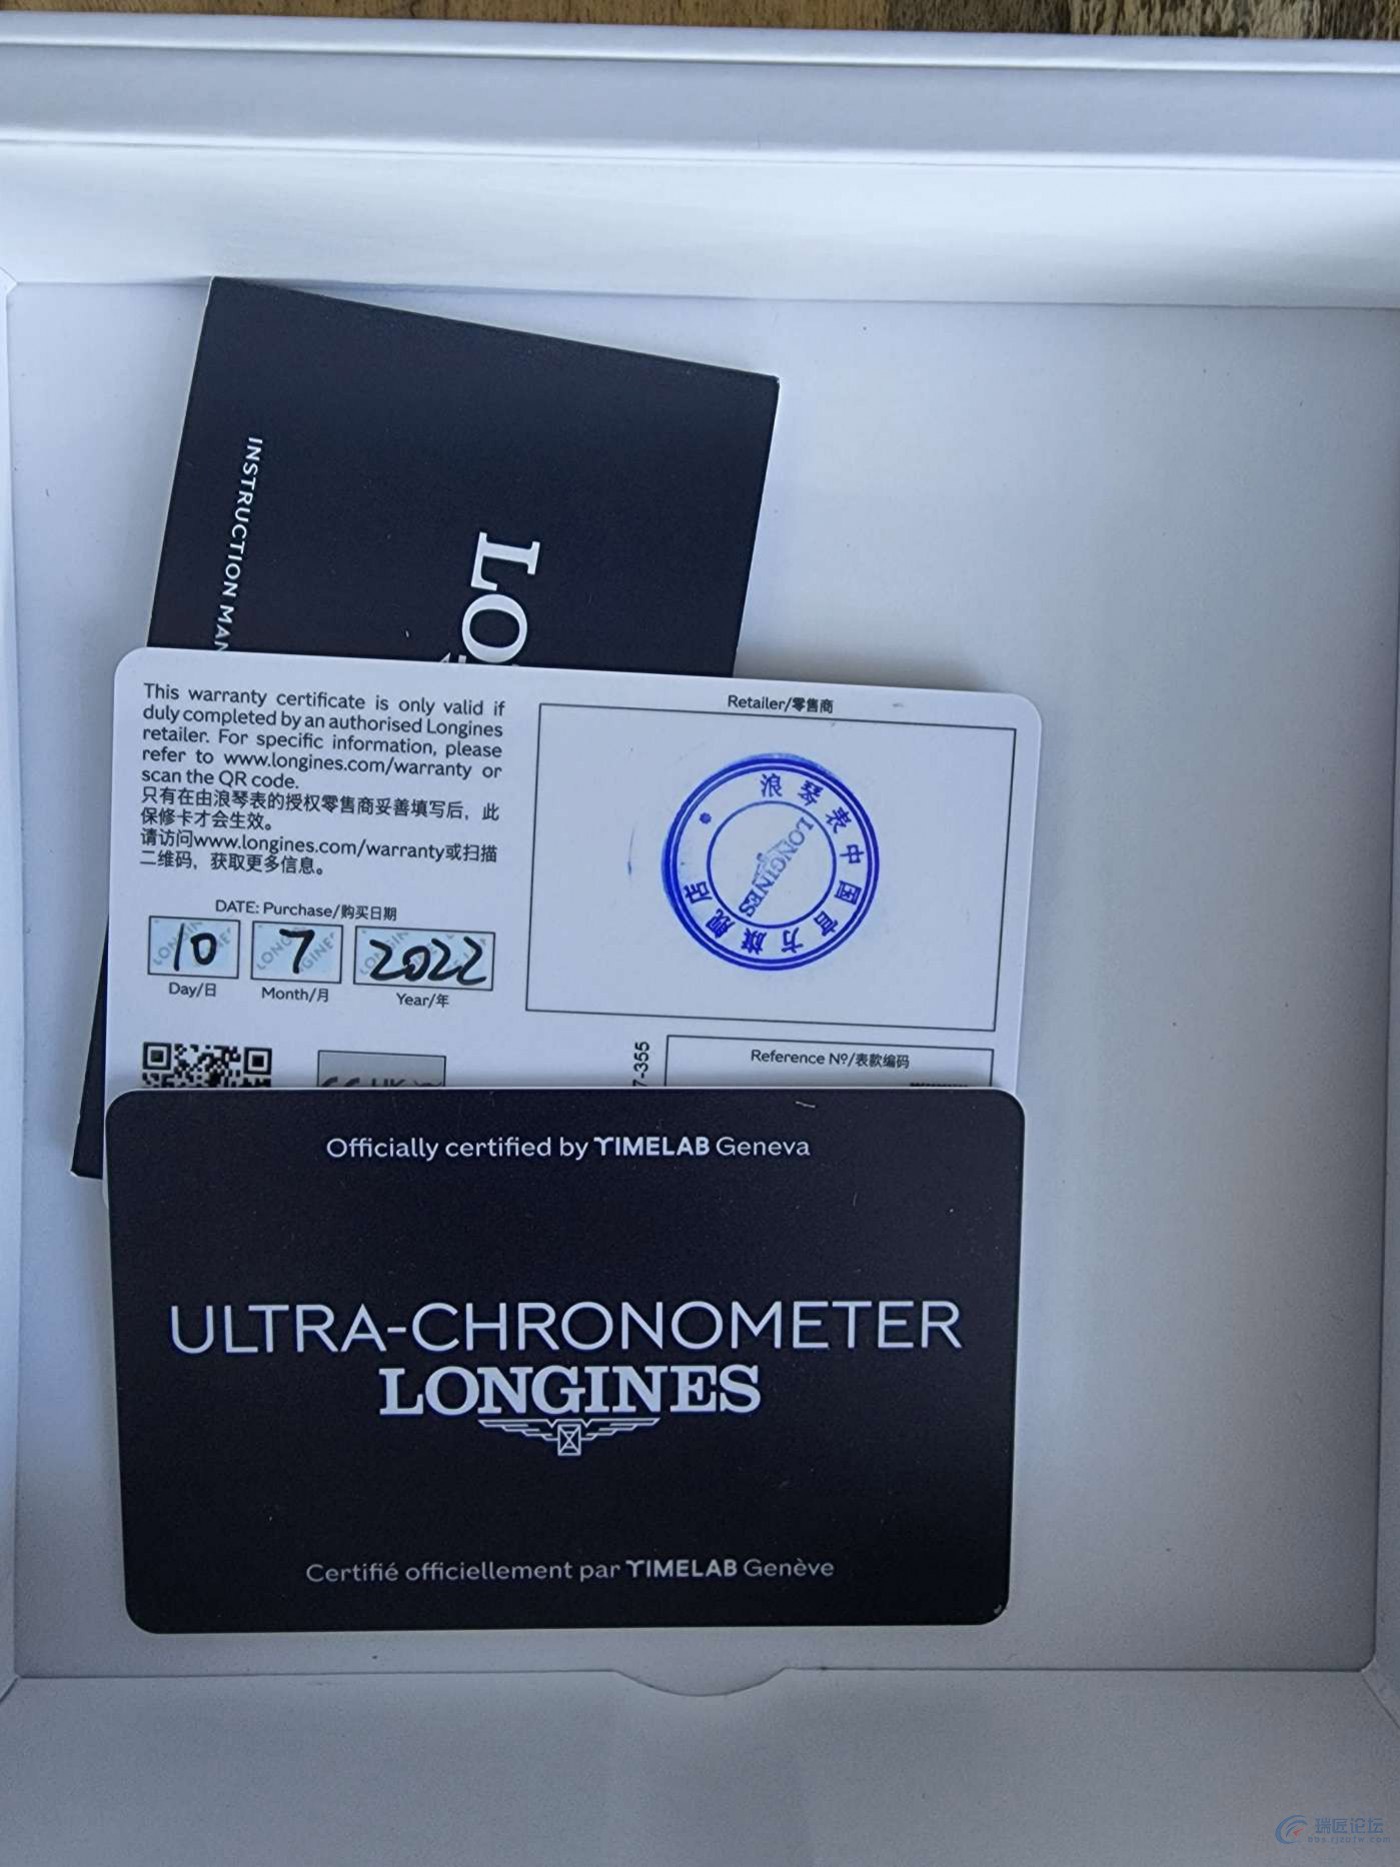 INSTRUCTION MAN
LO
This warranty certificate is only valid if
duly completed by an authorised Longines
retailer. For specific information, please
refer to www.longines.com/warranty or
scan the QR code.
只有在由浪琴表的授权零售商妥善填写后，此
保修卡才会生效。
请访问www.longines.com/warranty或扫描
二维码，获取更多信息。
DATE: Purchase/购买日期
10 7 2022
Day/日 Month/月 Year/年
Retailer/零售商
浪琴表中国官方旗舰店
LONGINES
7-355
Reference Nº/表款编码
Officially certified by TIMELAB Geneva
ULTRA-CHRONOMETER
LONGINES
Certifié officiellement par TIMELAB Genève
瑞匠论坛